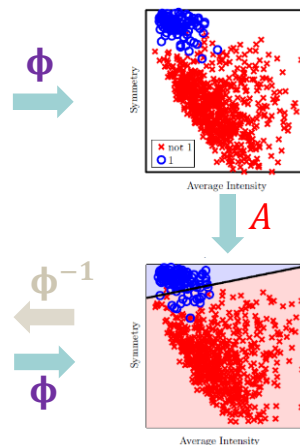 Φ
Symmetry
× not 1
○ 1
Average Intensity
A
Φ⁻¹
Φ
Symmetry
Average Intensity